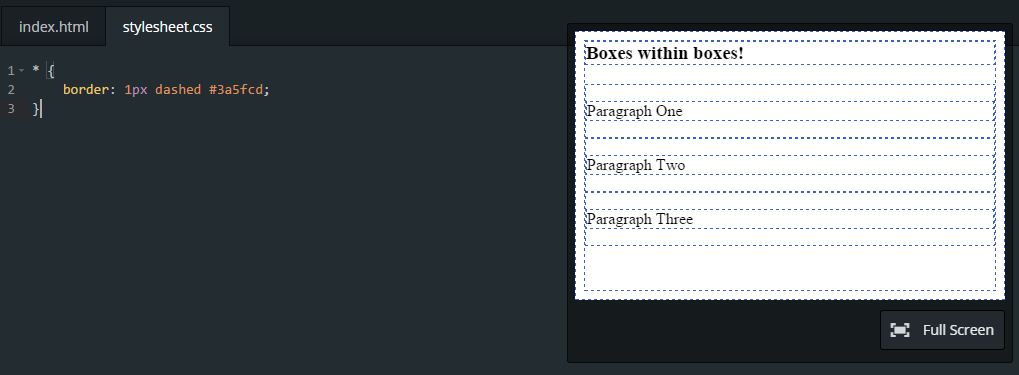 index.html
stylesheet.css
1 * {
2 border: 1px dashed #3a5fcd;
3 }
Boxes within boxes!
Paragraph One
Paragraph Two
Paragraph Three
Full Screen